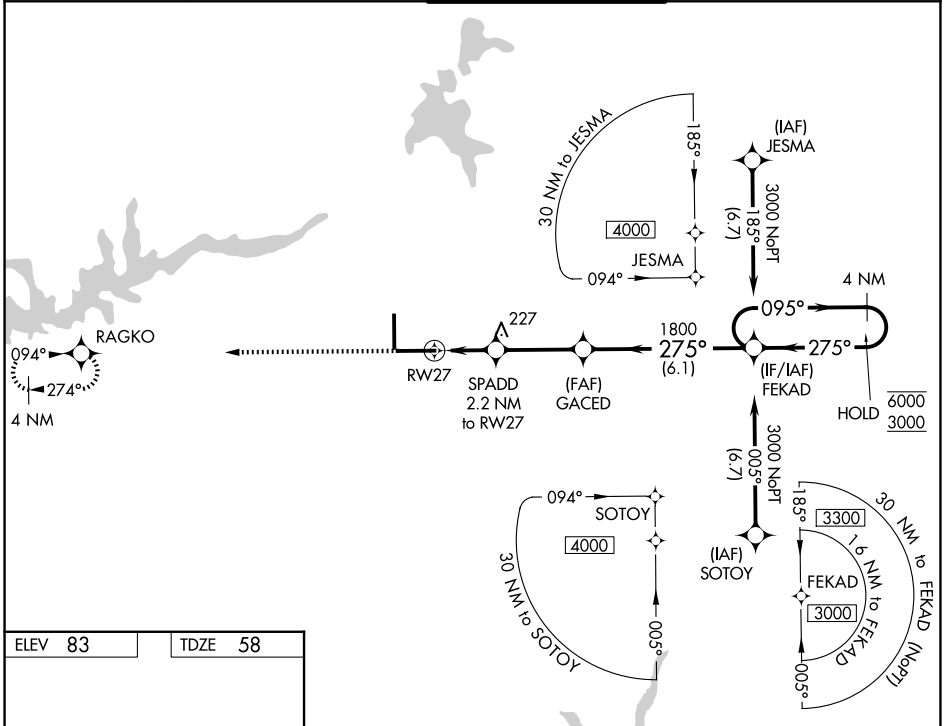 30 NM to JESMA
185°
4000
JESMA
094°
(IAF)
JESMA
3000 NoPT
185°
(6.7)
4 NM
095°
275°
(IF/IAF)
FEKAD
HOLD
6000
3000
1800
275°
(6.1)
227
RAGKO
094°
274°
4 NM
RW27
SPADD
2.2 NM
to RW27
(FAF)
GACED
3000 NoPT
005°
(6.7)
(IAF)
SOTOY
094°
SOTOY
4000
30 NM to SOTOY
005°
185°
3300
30 NM to FEKAD (NoPT)
16 NM to FEKAD
FEKAD
3000
005°
ELEV 83
TDZE 58